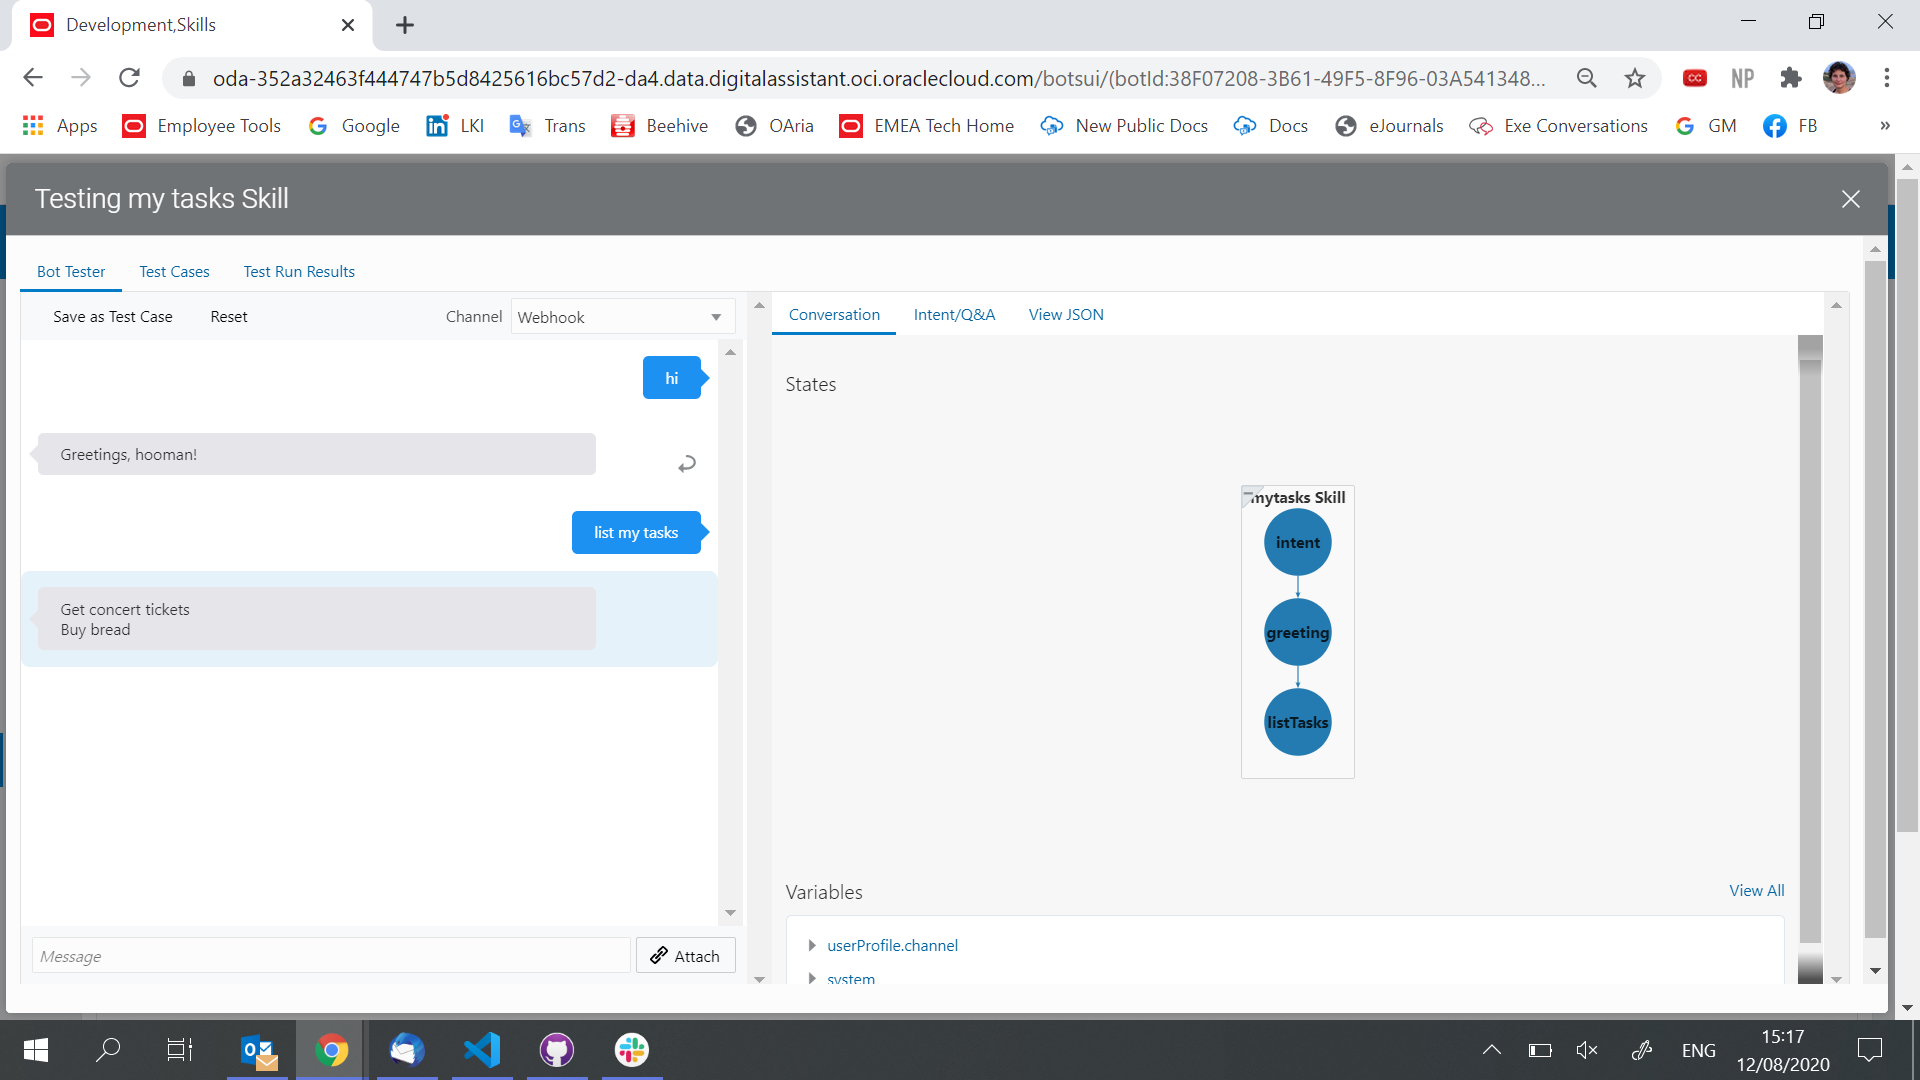 Development,Skills
oda-352a32463f444747b5d8425616bc57d2-da4.data.digitalassistant.oci.oraclecloud.com/botsui/(botId:38F07208-3B61-49F5-8F96-03A541348...
CC
NP
Apps
Employee Tools
Google
LKI
Trans
Beehive
OAria
EMEA Tech Home
New Public Docs
Docs
eJournals
Exe Conversations
GM
FB
»
Testing my tasks Skill
Bot Tester
Test Cases
Test Run Results
Save as Test Case
Reset
Channel
Webhook
hi
Greetings, hooman!
list my tasks
Get concert tickets
Buy bread
Message
Attach
Conversation
Intent/Q&A
View JSON
States
mytasks Skill
intent
greeting
listTasks
Variables
View All
userProfile.channel
system
ENG
15:17
12/08/2020